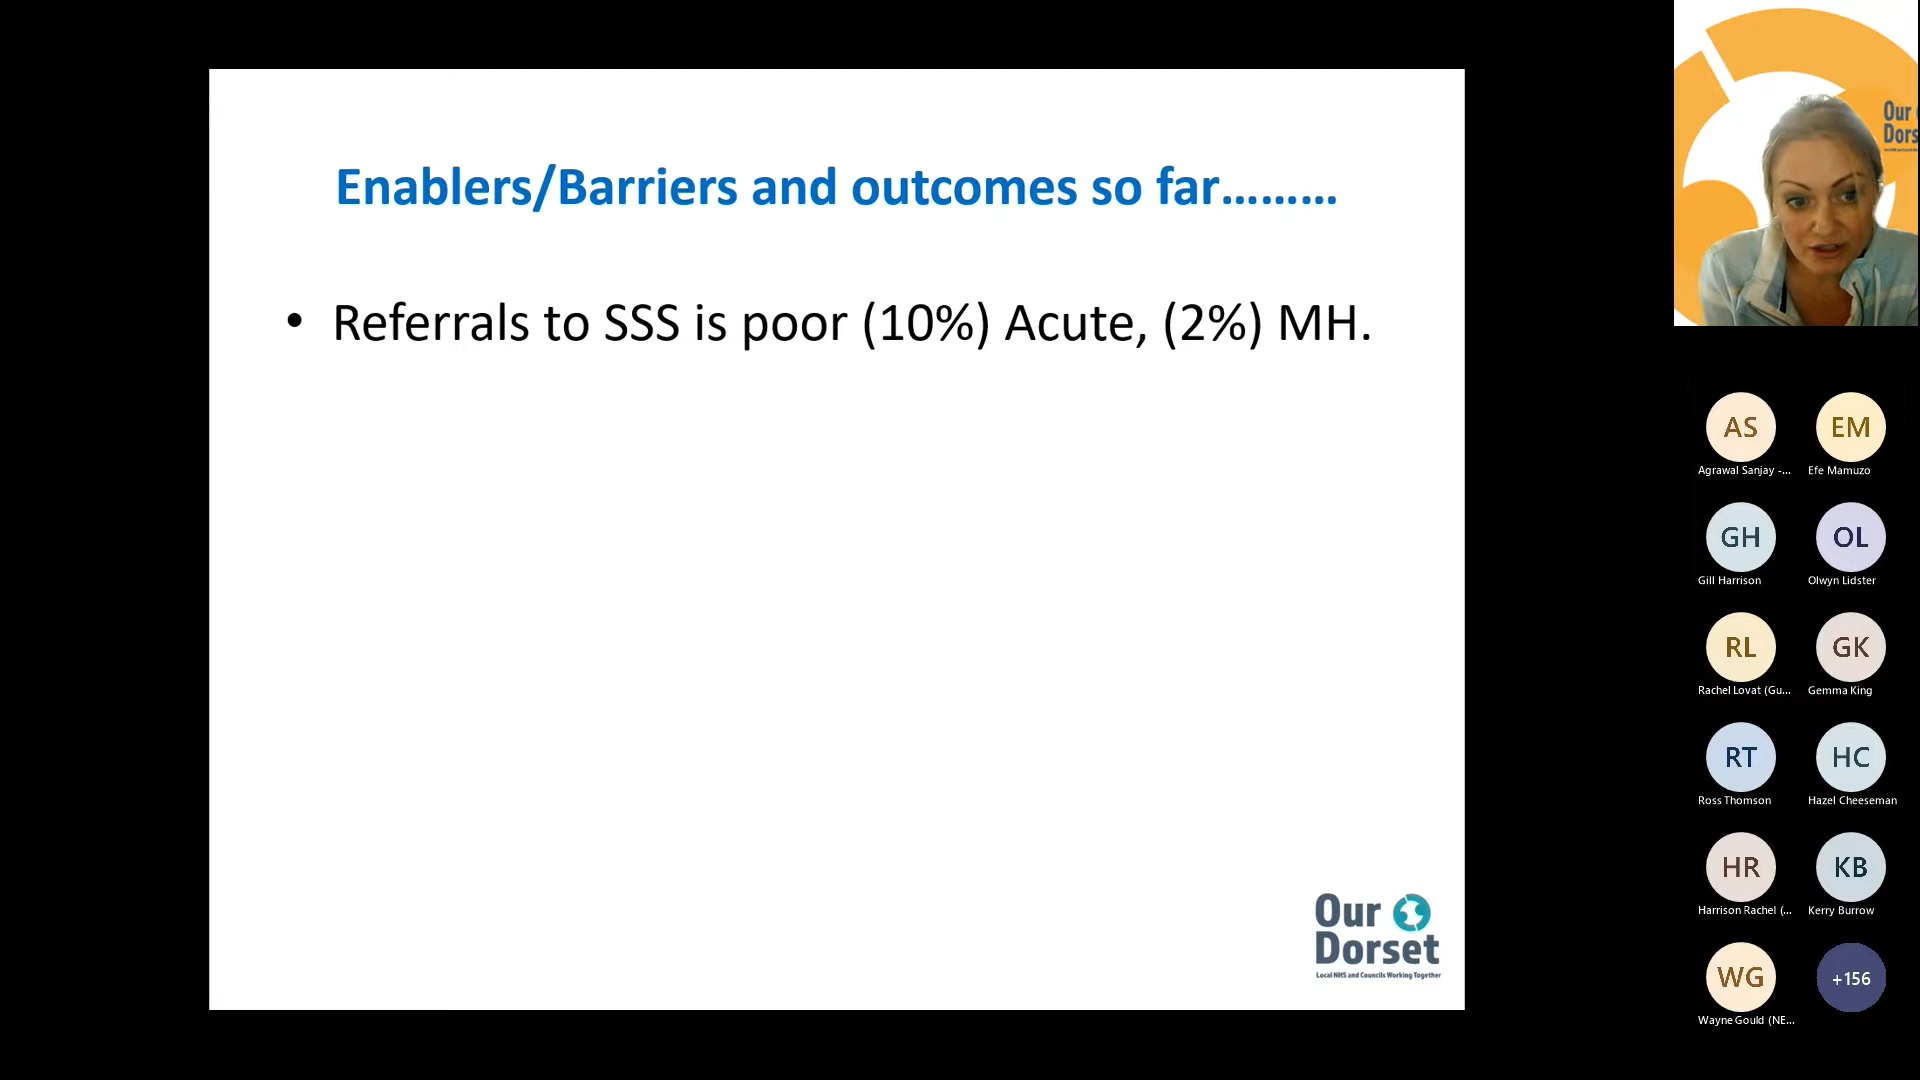 Enablers/Barriers and outcomes so far.........
• Referrals to SSS is poor (10%) Acute, (2%) MH.
Our
Dorset
Local NHS and Councils Working Together
Our
Dors
AS
EM
Agrawal Sanjay -...
Efe Mamuzo
GH
OL
Gill Harrison
Olwyn Lidster
RL
GK
Rachel Lovat (Gu...
Gemma King
RT
HC
Ross Thomson
Hazel Cheeseman
HR
KB
Harrison Rachel (...
Kerry Burrow
WG
+156
Wayne Gould (NE...